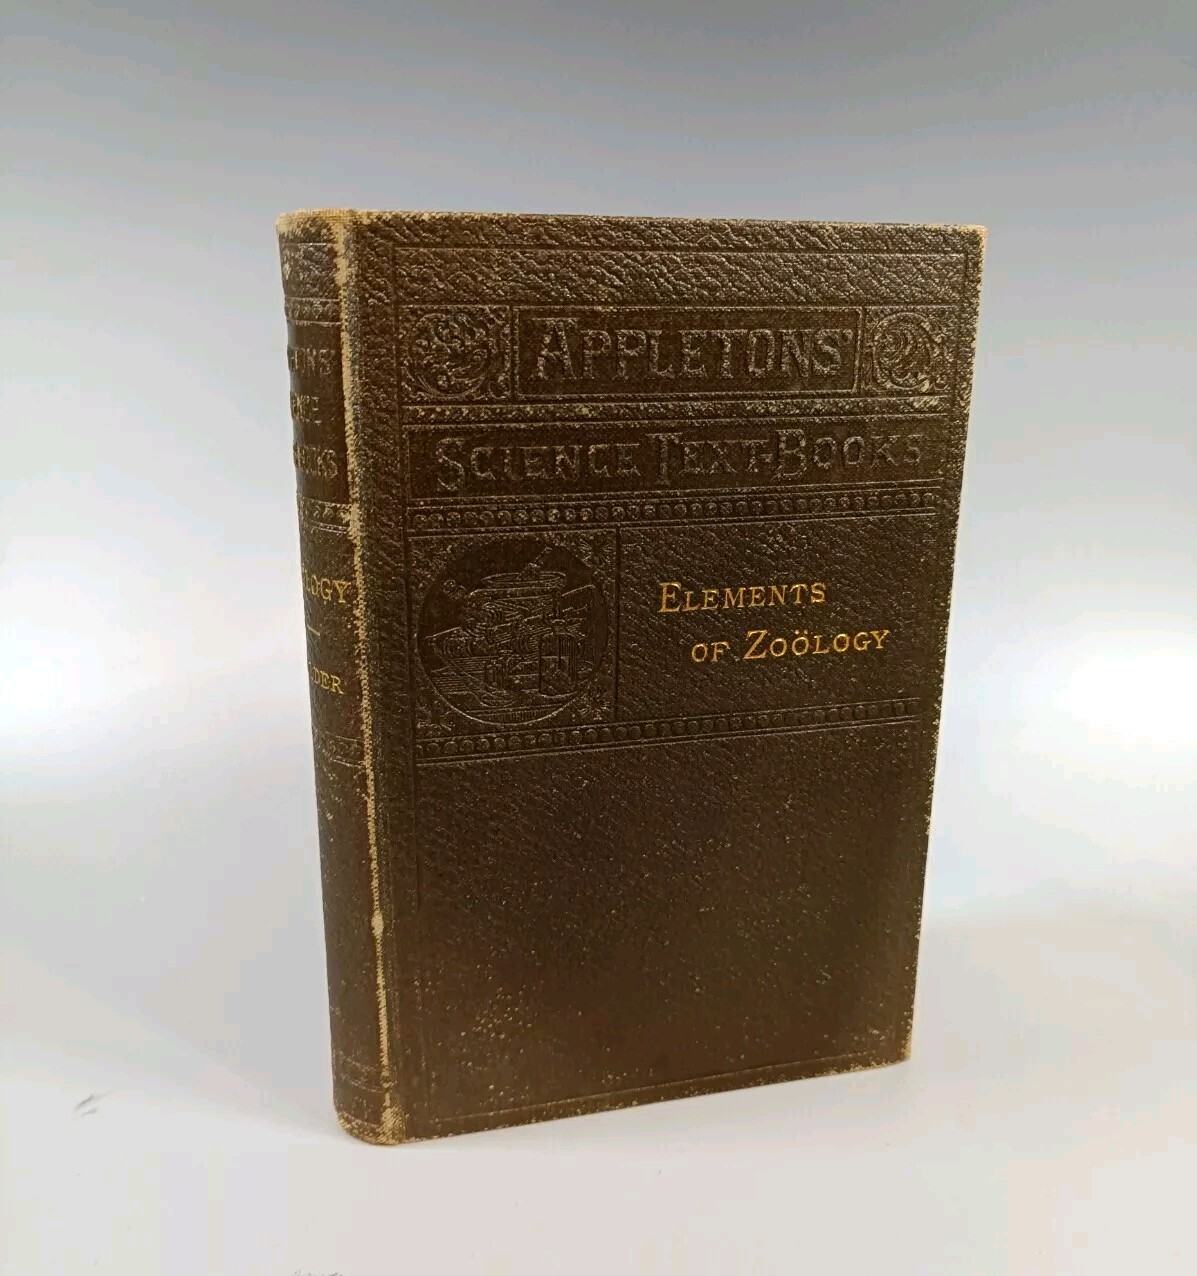 APPLETONS'
SCIENCE TEXT-BOOKS
ELEMENTS
OF ZOÖLOGY